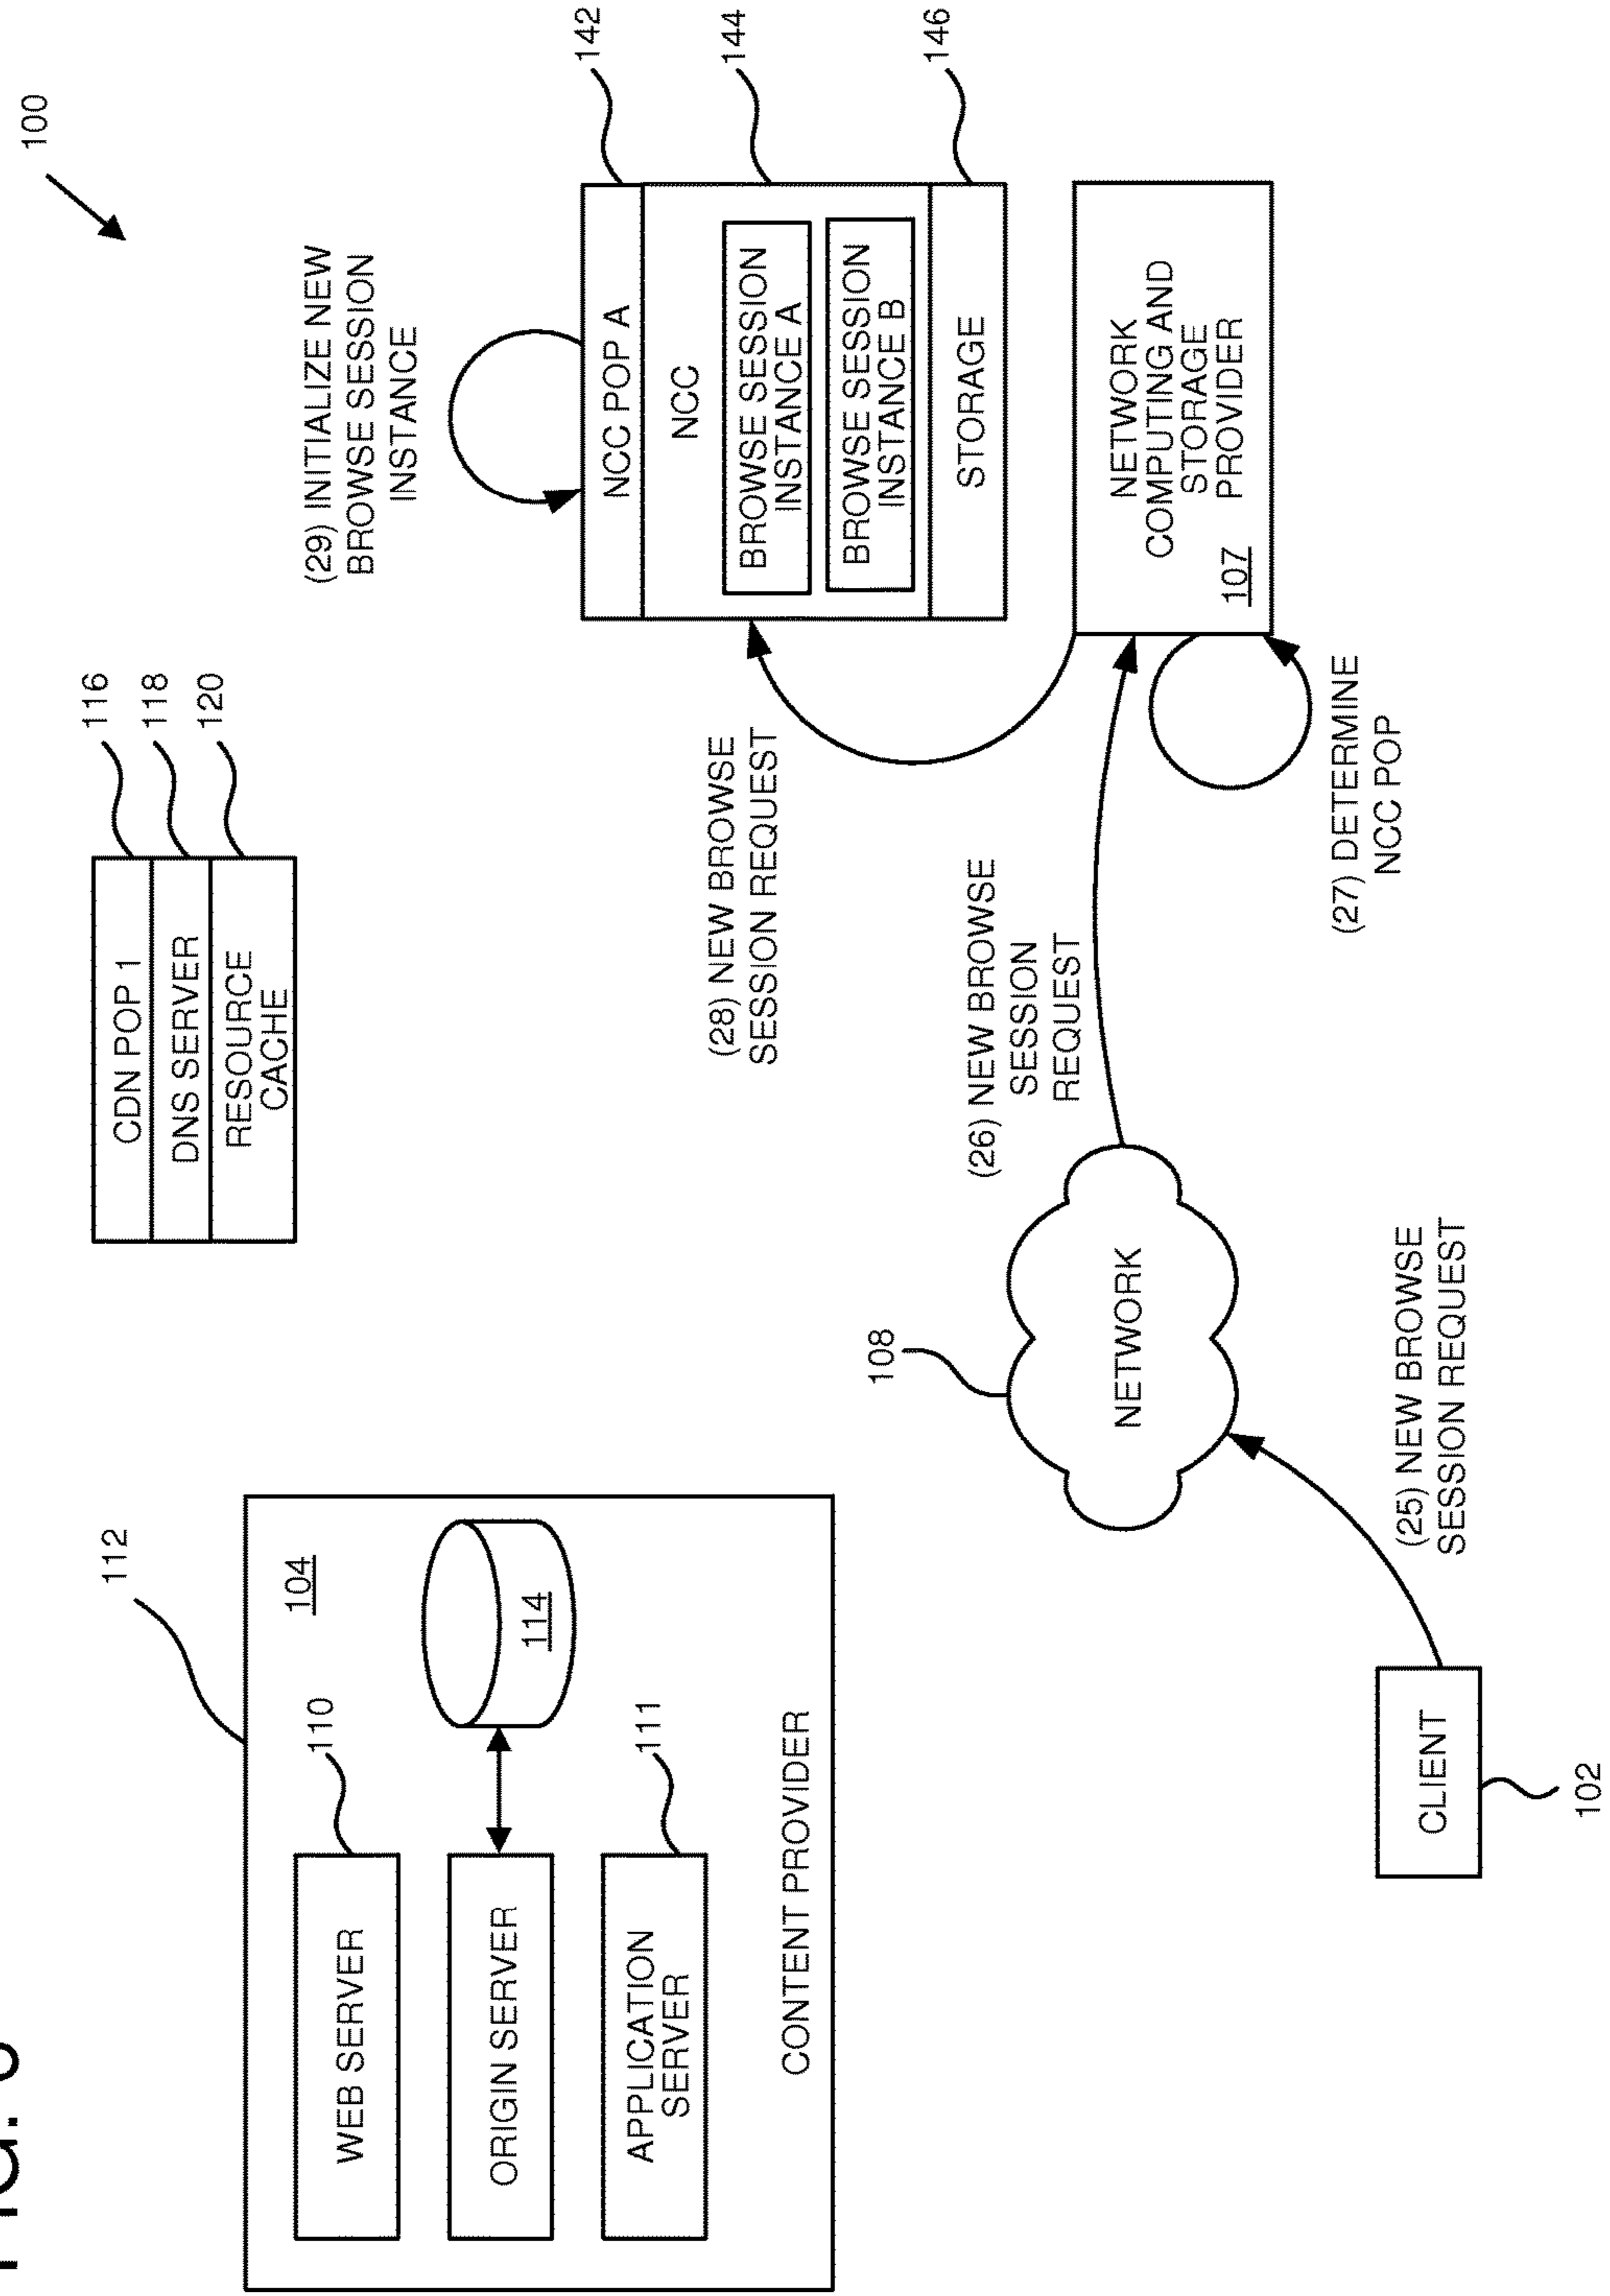 100
112
104
110
WEB SERVER
ORIGIN SERVER
114
111
APPLICATION
SERVER
CONTENT PROVIDER
116
118
120
CDN POP 1
DNS SERVER
RESOURCE
CACHE
(29) INITIALIZE NEW
BROWSE SESSION
INSTANCE
142
144
146
NCC POP A
NCC
BROWSE SESSION
INSTANCE A
BROWSE SESSION
INSTANCE B
STORAGE
(28) NEW BROWSE
SESSION REQUEST
NETWORK
COMPUTING AND
STORAGE
PROVIDER
107
(26) NEW BROWSE
SESSION
REQUEST
(27) DETERMINE
NCC POP
108
NETWORK
(25) NEW BROWSE
SESSION REQUEST
CLIENT
102